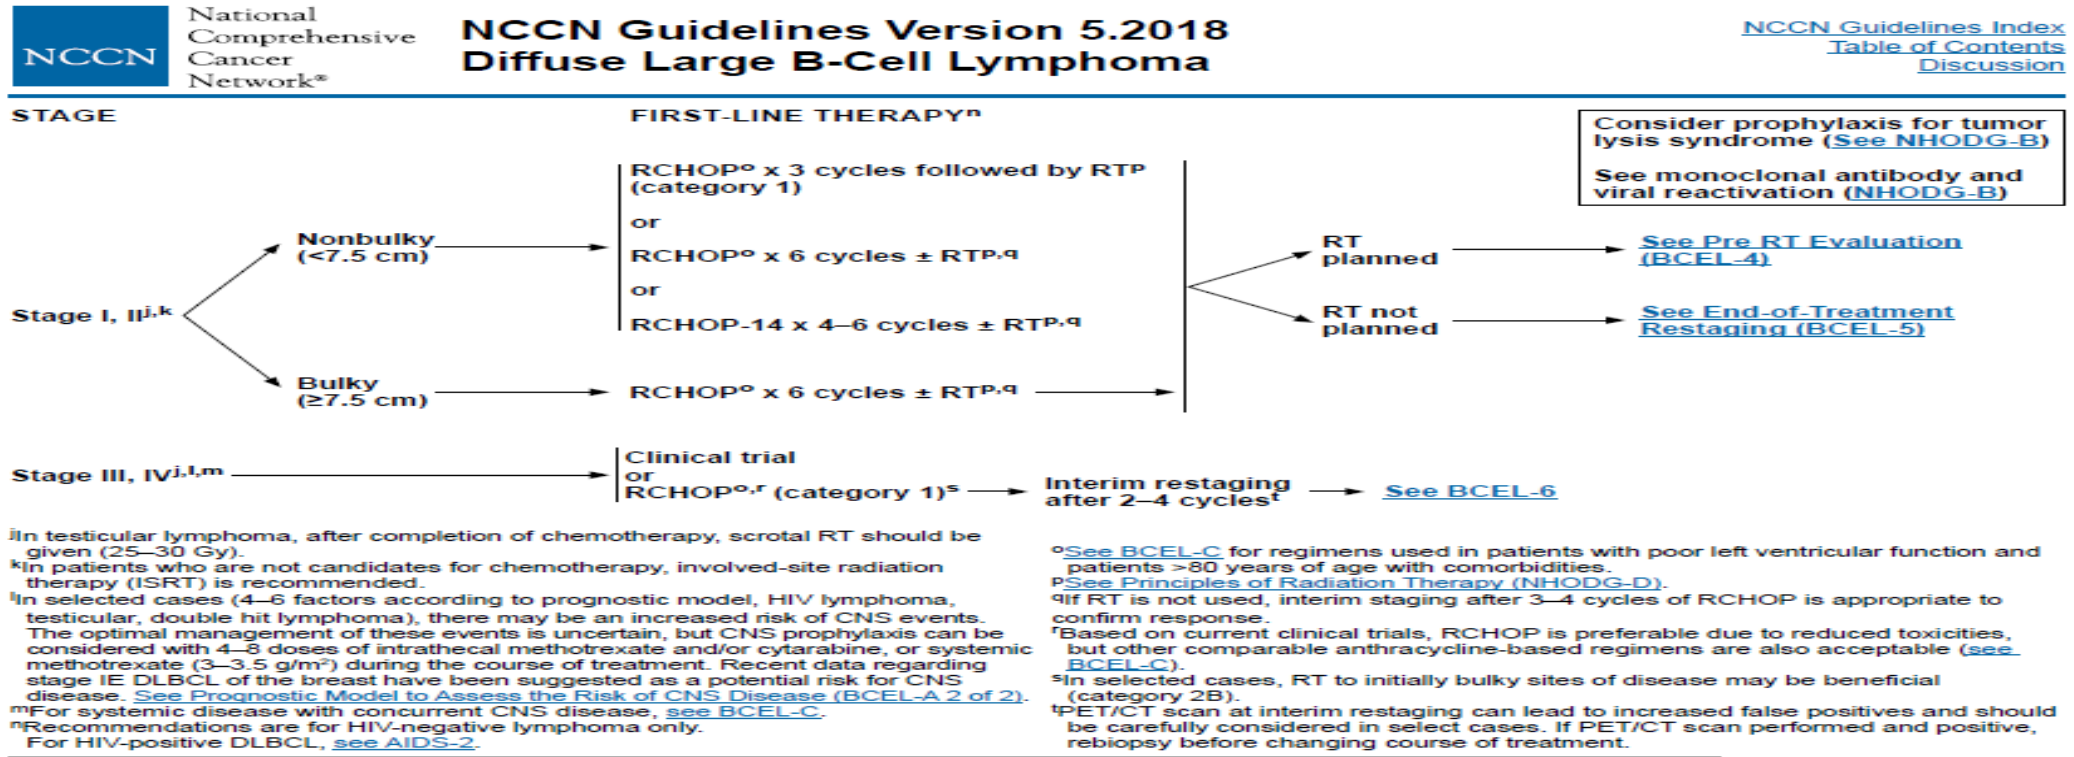 NCCN
National
Comprehensive
Cancer
Network®
NCCN Guidelines Version 5.2018
Diffuse Large B-Cell Lymphoma
NCCN Guidelines Index
Table of Contents
Discussion
STAGE
FIRST-LINE THERAPYⁿ
Consider prophylaxis for tumor
lysis syndrome (See NHODG-B)
See monoclonal antibody and
viral reactivation (NHODG-B)
Stage I, IIj,k
Nonbulky
(<7.5 cm)
RCHOPo x 3 cycles followed by RTp
(category 1)
or
RCHOPo x 6 cycles ± RTp,q
or
RCHOP-14 x 4–6 cycles ± RTp,q
Bulky
(≥7.5 cm)
RCHOPo x 6 cycles ± RTp,q
RT
planned
See Pre RT Evaluation
(BCEL-4)
RT not
planned
See End-of-Treatment
Restaging (BCEL-5)
Stage III, IVj,l,m
Clinical trial
or
RCHOPo,r (category 1)s
Interim restaging
after 2–4 cyclest
See BCEL-6
jIn testicular lymphoma, after completion of chemotherapy, scrotal RT should be
given (25–30 Gy).
kIn patients who are not candidates for chemotherapy, involved-site radiation
therapy (ISRT) is recommended.
lIn selected cases (4–6 factors according to prognostic model, HIV lymphoma,
testicular, double hit lymphoma), there may be an increased risk of CNS events.
The optimal management of these events is uncertain, but CNS prophylaxis can be
considered with 4–8 doses of intrathecal methotrexate and/or cytarabine, or systemic
methotrexate (3–3.5 g/m²) during the course of treatment. Recent data regarding
stage IE DLBCL of the breast have been suggested as a potential risk for CNS
disease. See Prognostic Model to Assess the Risk of CNS Disease (BCEL-A 2 of 2).
mFor systemic disease with concurrent CNS disease, see BCEL-C.
nRecommendations are for HIV-negative lymphoma only.
For HIV-positive DLBCL, see AIDS-2.
oSee BCEL-C for regimens used in patients with poor left ventricular function and
patients >80 years of age with comorbidities.
pSee Principles of Radiation Therapy (NHODG-D).
qIf RT is not used, interim staging after 3–4 cycles of RCHOP is appropriate to
confirm response.
rBased on current clinical trials, RCHOP is preferable due to reduced toxicities,
but other comparable anthracycline-based regimens are also acceptable (see
BCEL-C).
sIn selected cases, RT to initially bulky sites of disease may be beneficial
(category 2B).
tPET/CT scan at interim restaging can lead to increased false positives and should
be carefully considered in select cases. If PET/CT scan performed and positive,
rebiopsy before changing course of treatment.